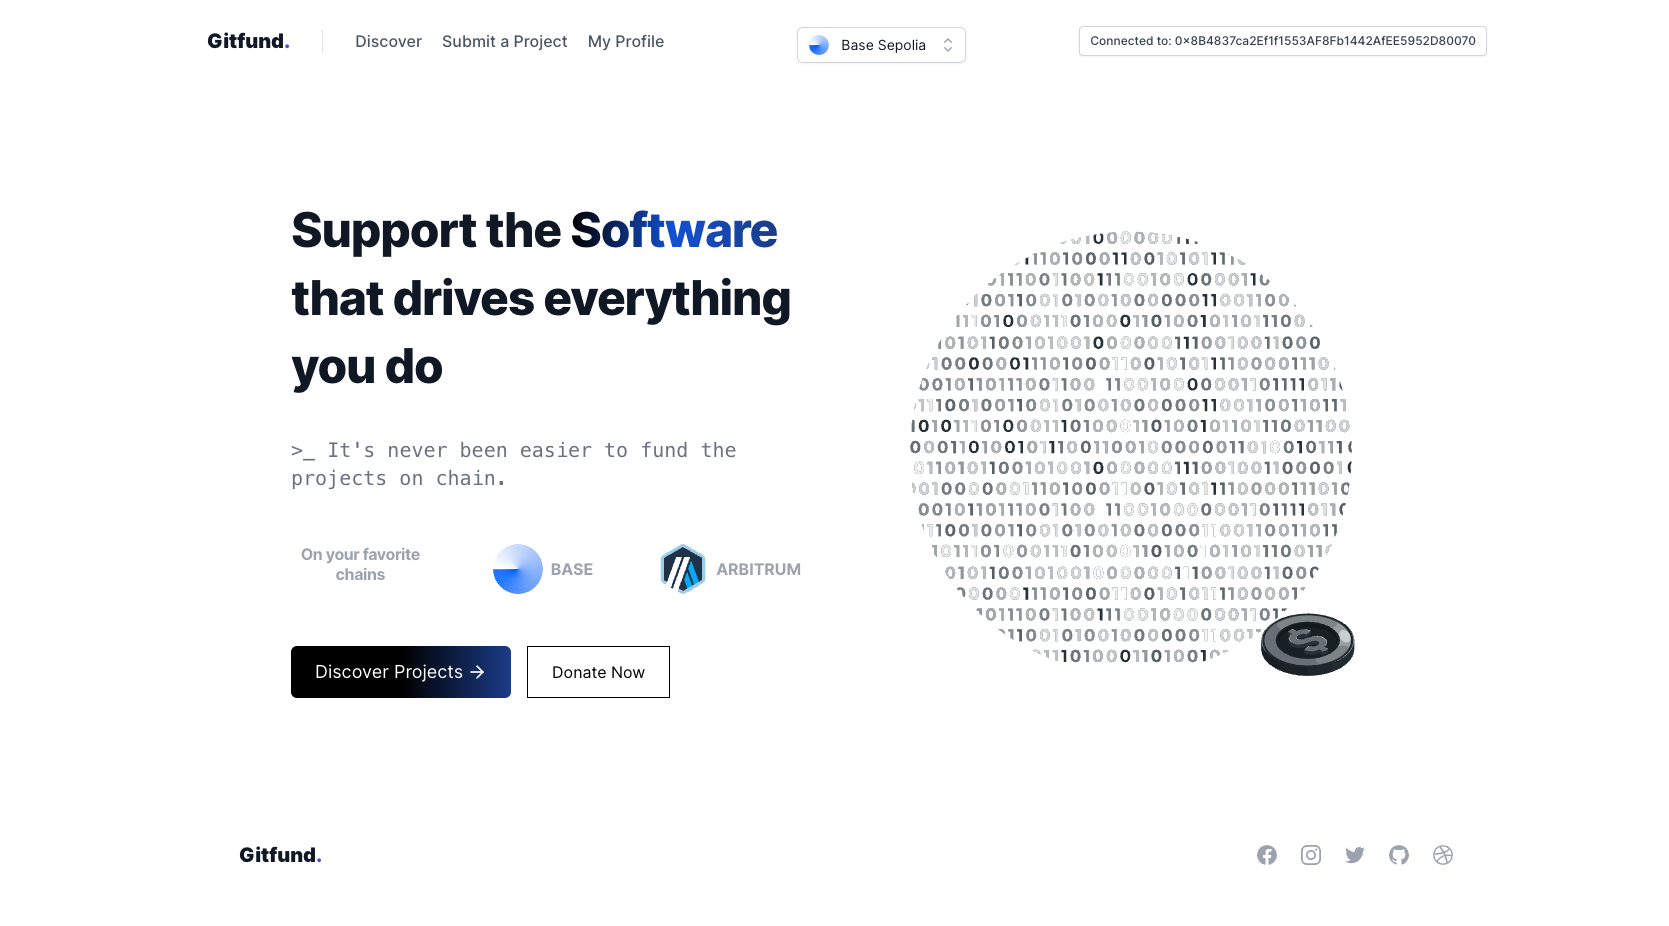 Gitfund.
Discover
Submit a Project
My Profile
Base Sepolia
Connected to: 0x8B4837ca2Ef1f1553AF8Fb1442AfEE5952D80070
Support the Software
that drives everything
you do
>_ It's never been easier to fund the
projects on chain.
On your favorite
chains
BASE
ARBITRUM
Discover Projects →
Donate Now
Gitfund.